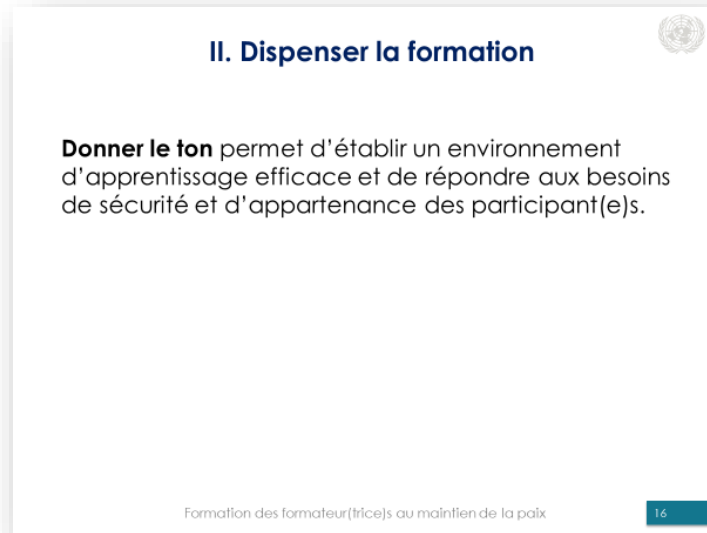 II. Dispenser la formation
Donner le ton permet d'établir un environnement
d'apprentissage efficace et de répondre aux besoins
de sécurité et d'appartenance des participant(e)s.
Formation des formateur(trice)s au maintien de la paix
16